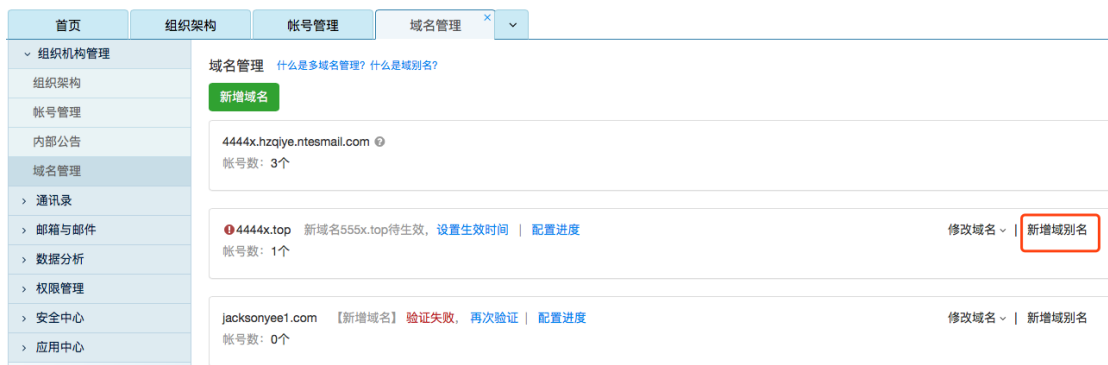 首页 组织架构 帐号管理 域名管理
组织机构管理
组织架构
帐号管理
内部公告
域名管理
通讯录
邮箱与邮件
数据分析
权限管理
安全中心
应用中心
域名管理 什么是多域名管理? 什么是域别名?
新增域名
4444x.hzqiye.ntesmail.com
帐号数：3个
4444x.top 新域名555x.top待生效，设置生效时间 | 配置进度 修改域名 | 新增域别名
帐号数：1个
jacksonyee1.com 【新增域名】 验证失败， 再次验证 | 配置进度 修改域名 | 新增域别名
帐号数：0个